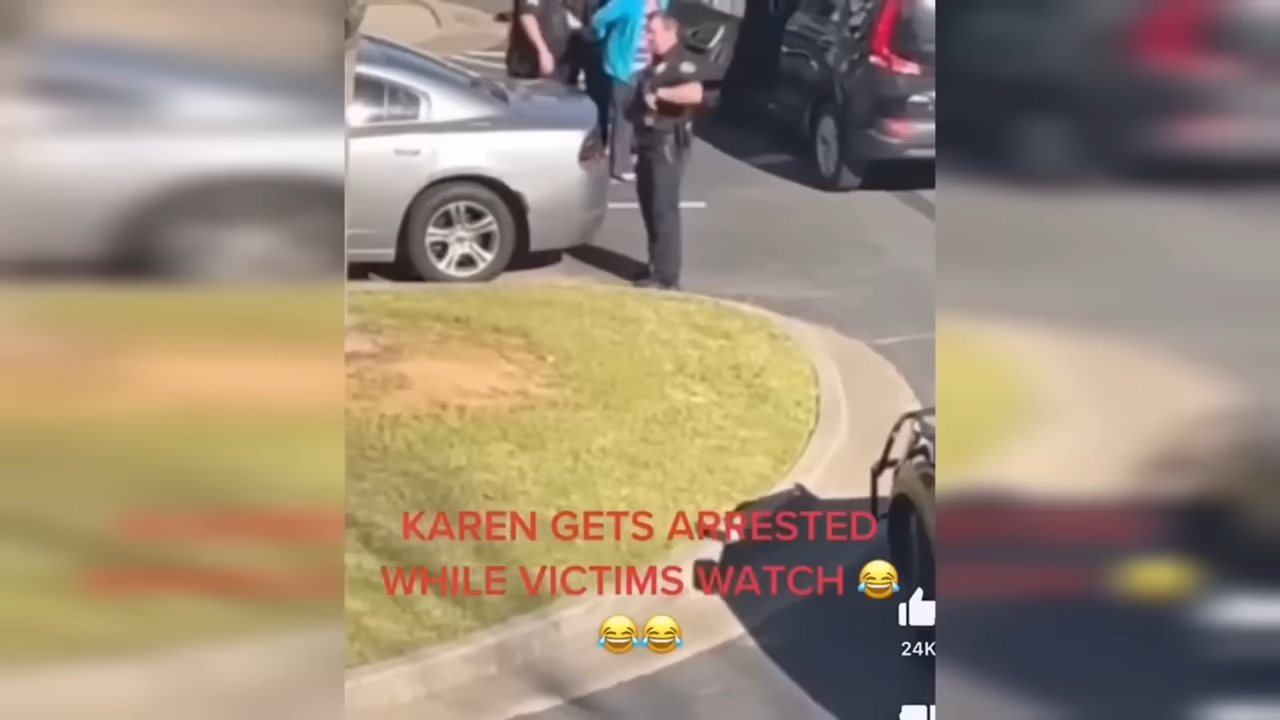 KAREN GETS ARRESTED
WHILE VICTIMS WATCH 😂
😂😂
24K